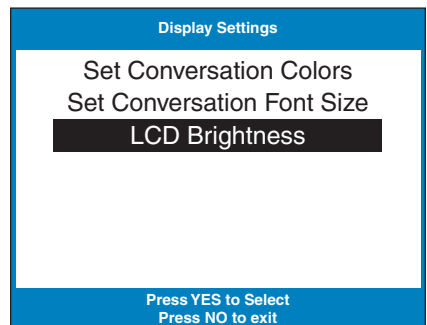 Display Settings
Set Conversation Colors
Set Conversation Font Size
LCD Brightness
Press YES to Select
Press NO to exit